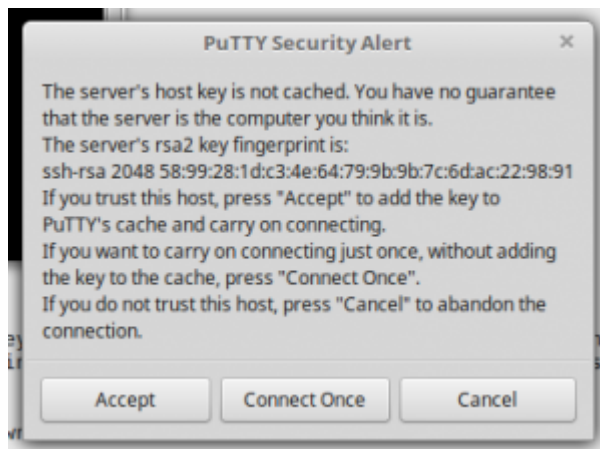 PuTTY Security Alert
The server's host key is not cached. You have no guarantee
that the server is the computer you think it is.
The server's rsa2 key fingerprint is:
ssh-rsa 2048 58:99:28:1d:c3:4e:64:79:9b:9b:7c:6d:ac:22:98:91
If you trust this host, press "Accept" to add the key to
PuTTY's cache and carry on connecting.
If you want to carry on connecting just once, without adding
the key to the cache, press "Connect Once".
If you do not trust this host, press "Cancel" to abandon the
connection.
Accept Connect Once Cancel